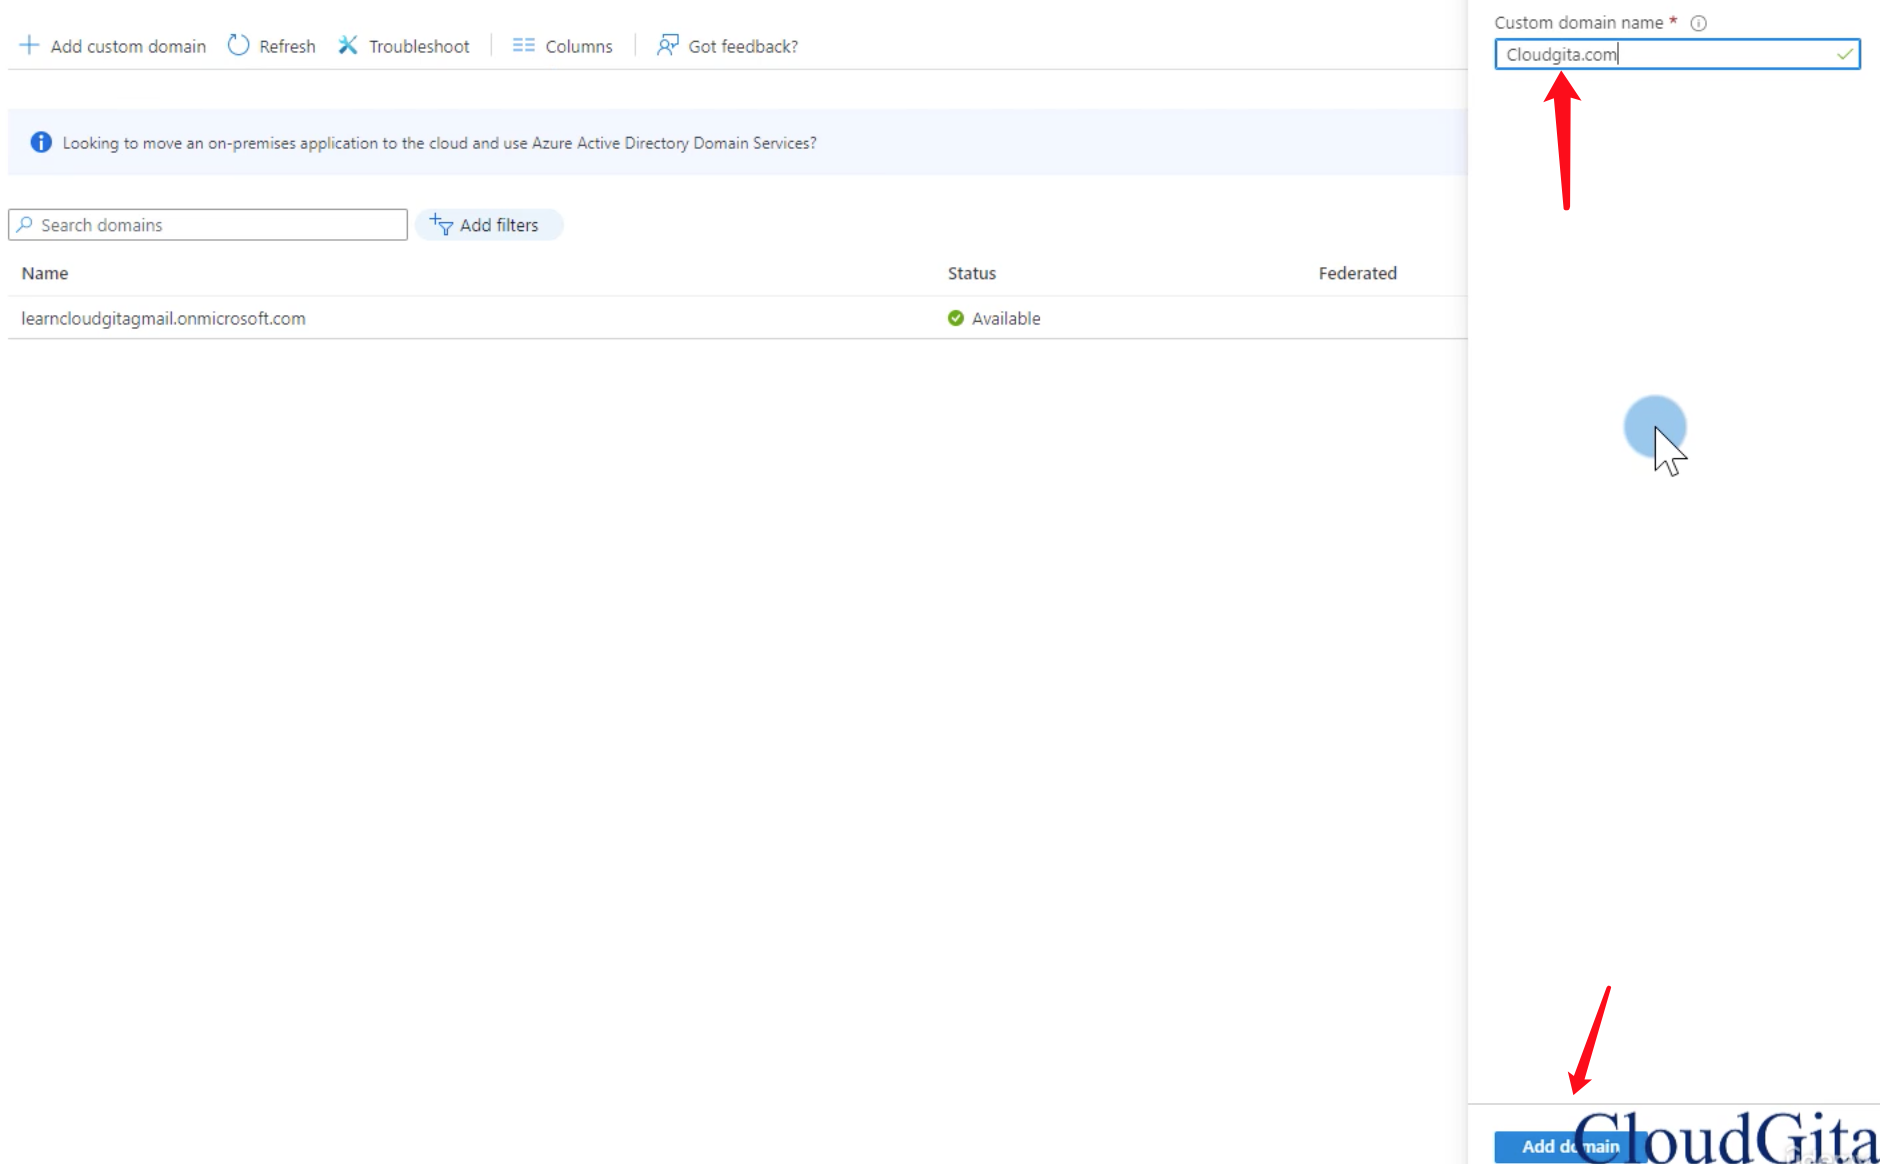 Add custom domain
Refresh
Troubleshoot
Columns
Got feedback?
Custom domain name *
Cloudgita.com
Looking to move an on-premises application to the cloud and use Azure Active Directory Domain Services?
Search domains
Add filters
Name Status Federated
learncloudgitagmail.onmicrosoft.com Available
Add domain
CloudGita